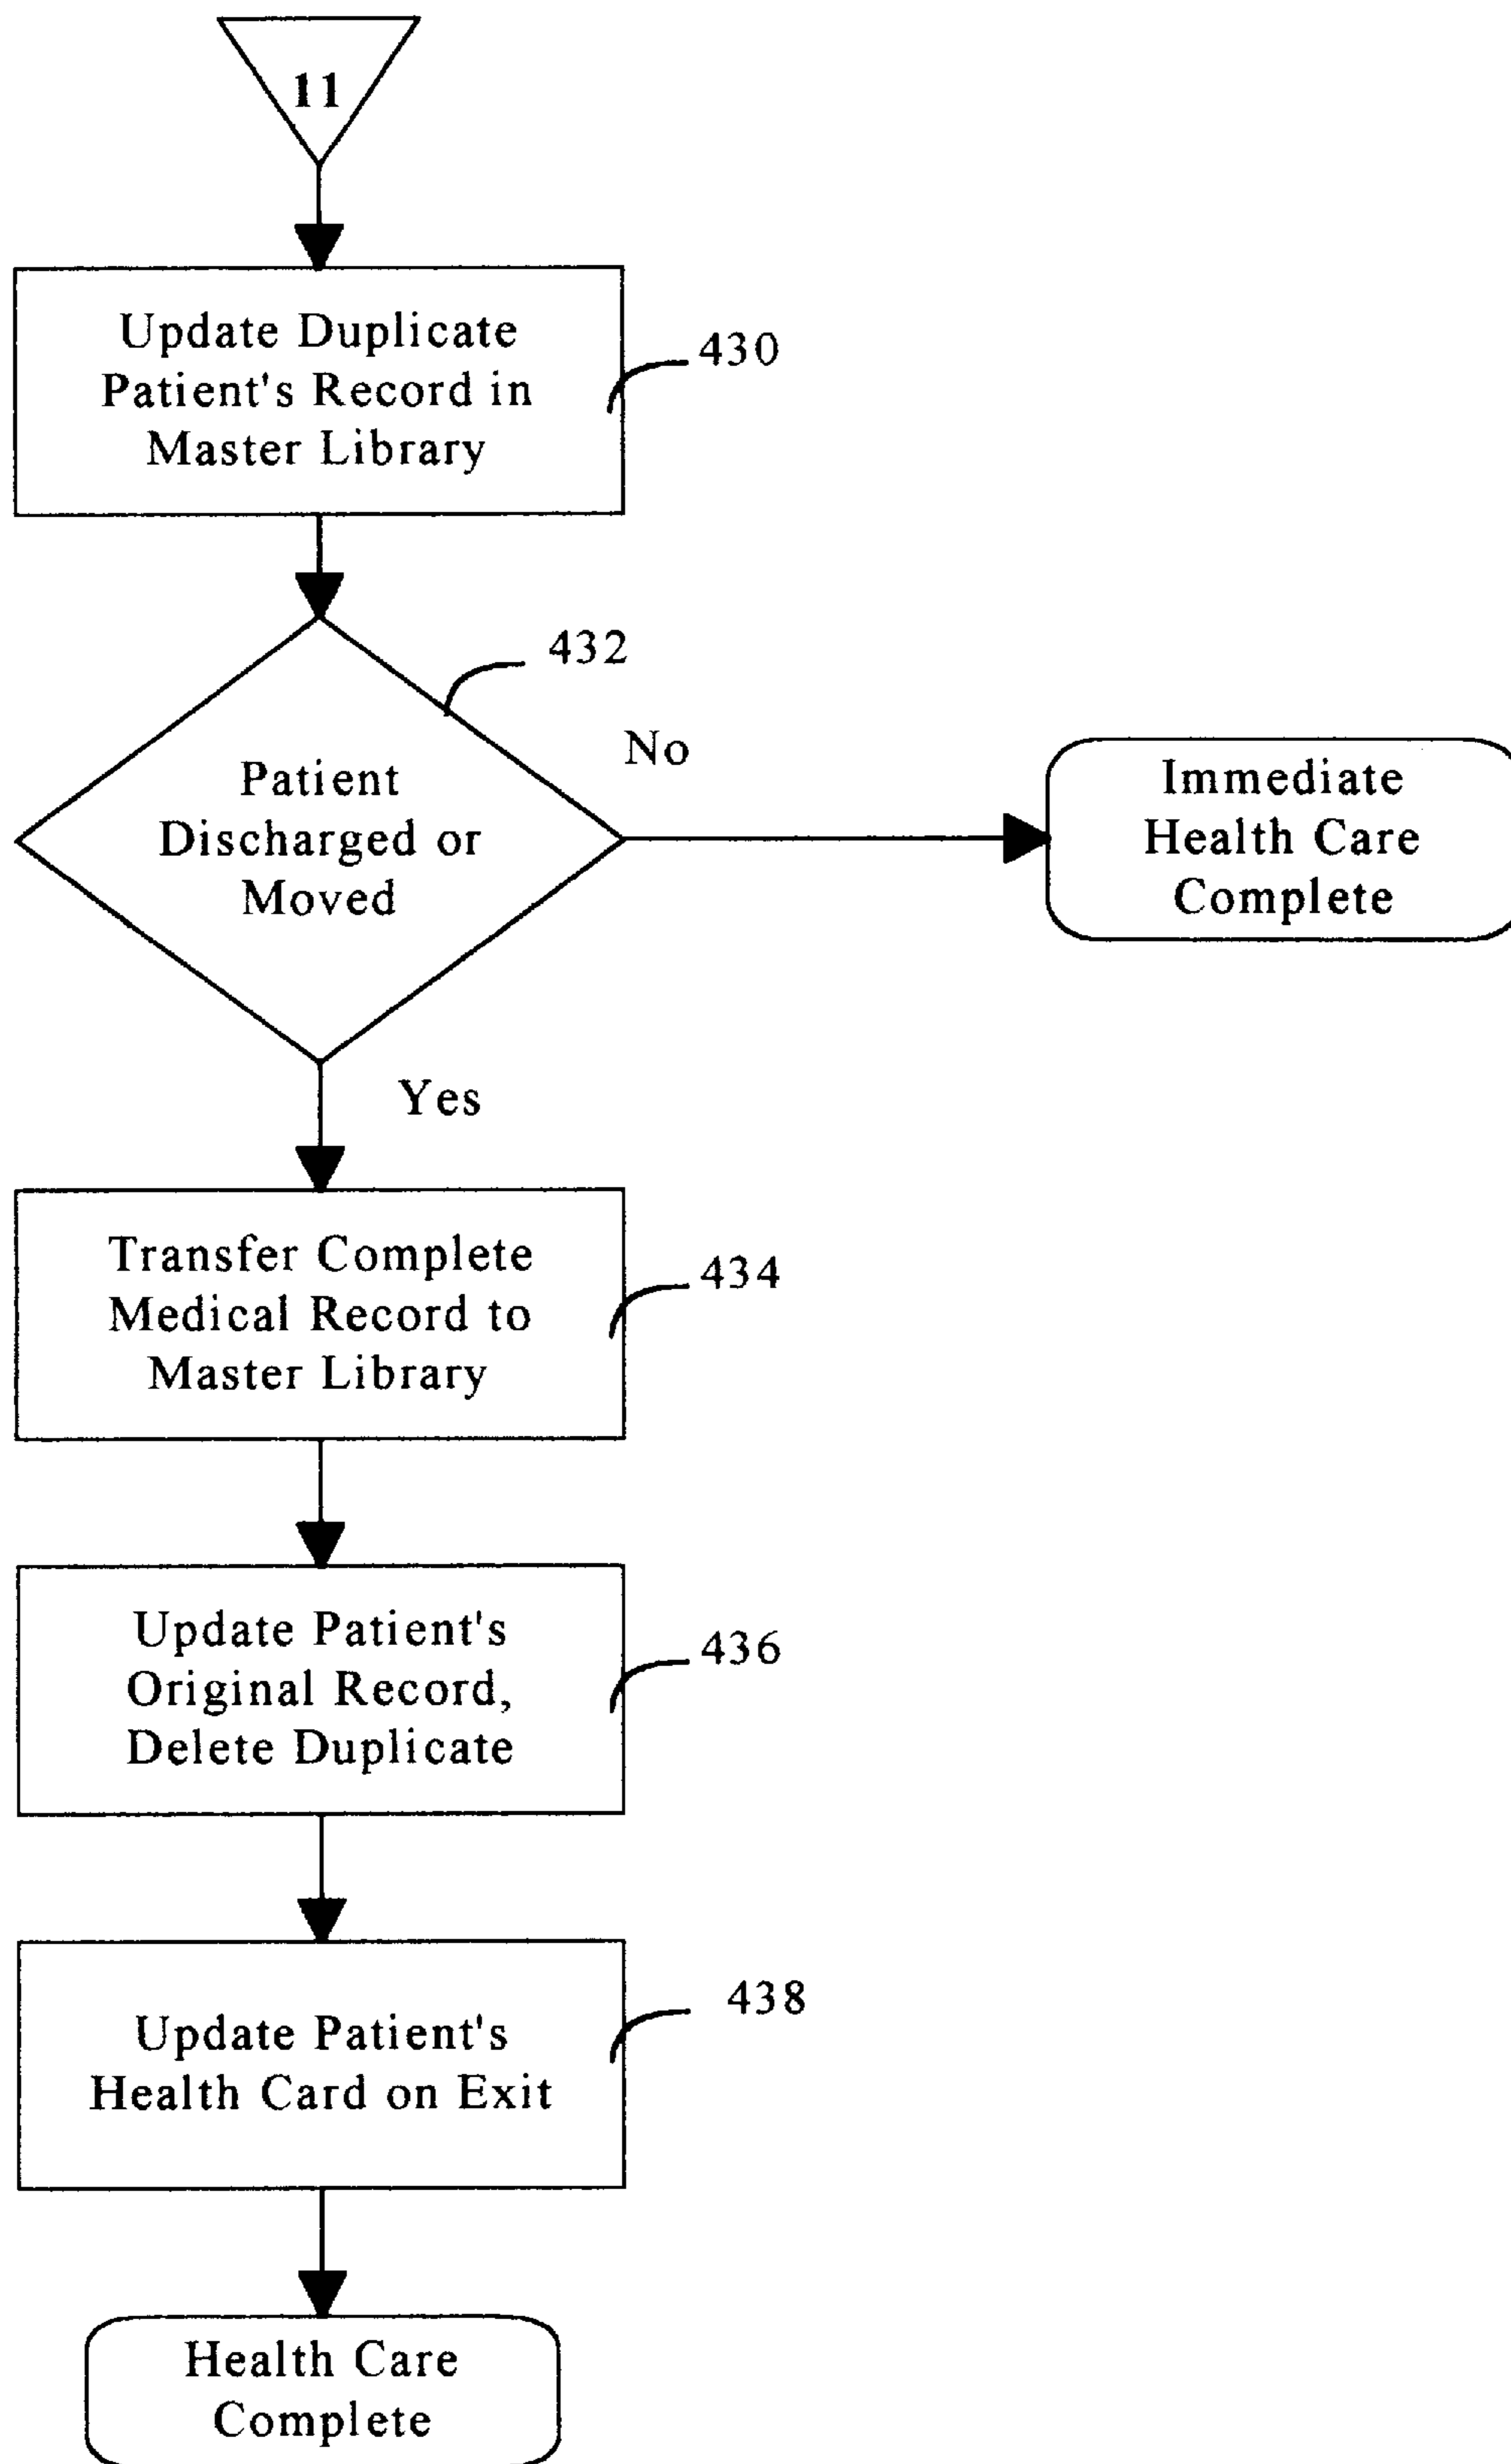 11
Update Duplicate
Patient's Record in
Master Library
430
432
Patient
Discharged or
Moved
No
Immediate
Health Care
Complete
Yes
Transfer Complete
Medical Record to
Master Library
434
Update Patient's
Original Record,
Delete Duplicate
436
Update Patient's
Health Card on Exit
438
Health Care
Complete